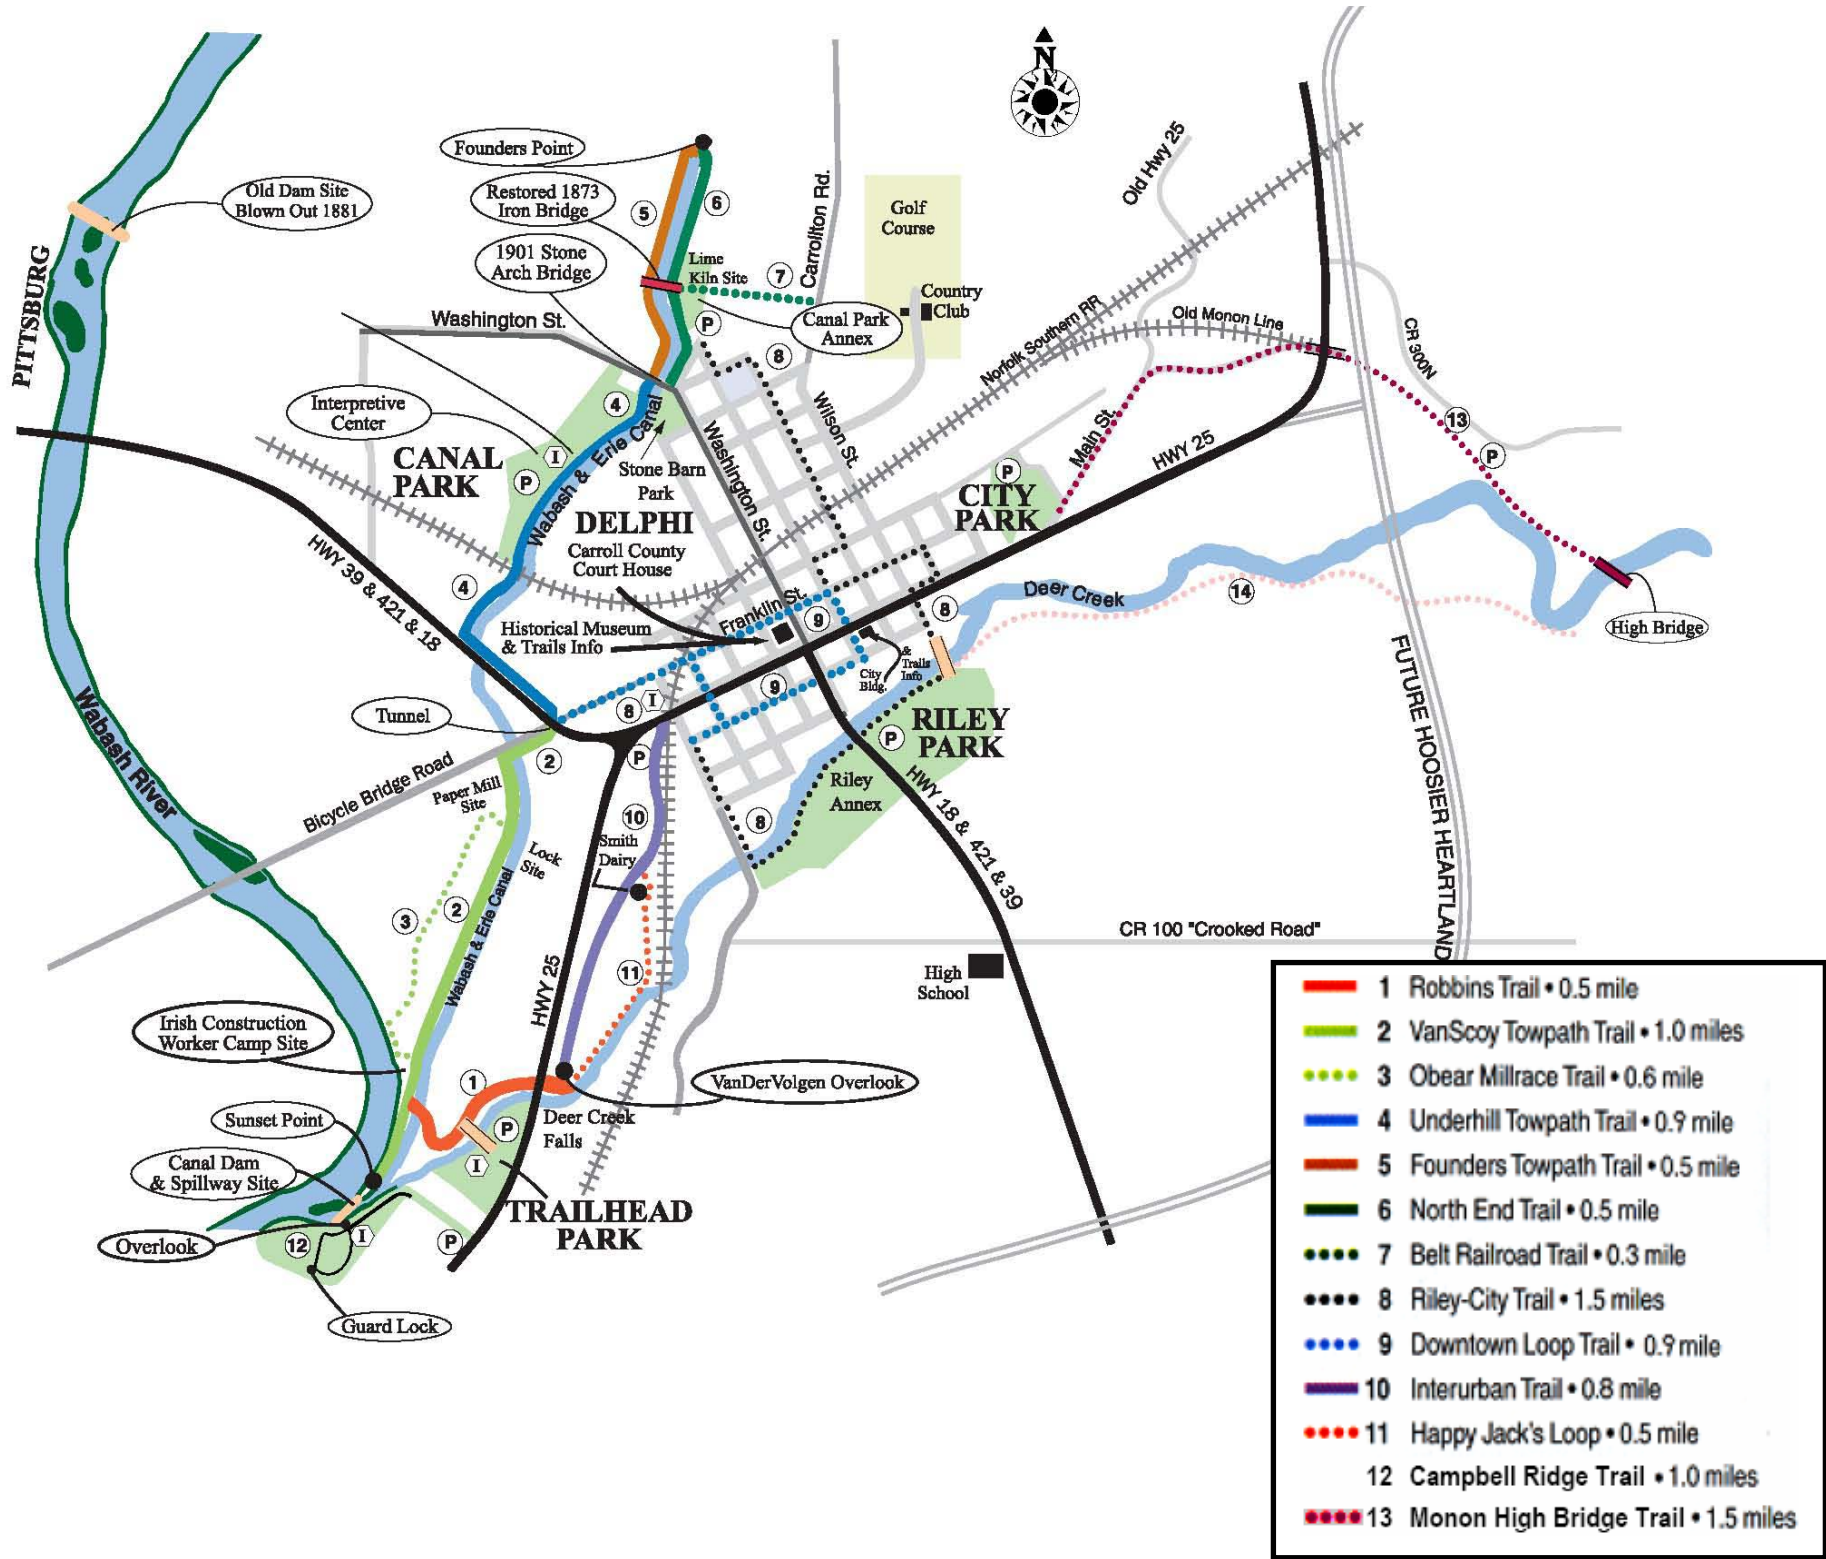 N
Founders Point
Old Dam Site
Blown Out 1881
Restored 1873
Iron Bridge
5
6
1901 Stone
Arch Bridge
Lime
Kiln Site
7
Carrollton Rd.
Golf
Course
Country
Club
Old Hwy 25
PITTSBURG
Washington St.
P
Canal Park
Annex
8
Norfolk Southern RR
Old Monon Line
CR 300N
Interpretive
Center
4
I
CANAL
PARK
P
Wabash & Erie Canal
Stone Barn
Park
Washington St.
Wilson St.
P
CITY
PARK
Main St.
HWY 25
13
P
DELPHI
Carroll County
Court House
HWY 39 & 421 & 18
4
Historical Museum
& Trails Info
Franklin St.
9
8
Deer Creek
14
High Bridge
City
Bldg.
&
Trails
Info
9
Tunnel
8
I
RILEY
PARK
P
FUTURE HOOSIER HEARTLAND
Wabash River
Bicycle Bridge Road
2
P
Paper Mill
Site
Riley
Annex
HWY 18 & 421 & 39
10
8
Smith
Dairy
Lock
Site
3
2
Wabash & Erie Canal
CR 100 "Crooked Road"
HWY 25
11
High
School
Irish Construction
Worker Camp Site
1
VanDerVolgen Overlook
Sunset Point
P
Deer Creek
Falls
I
Canal Dam
& Spillway Site
TRAILHEAD
PARK
Overlook
12
I
P
Guard Lock
1 Robbins Trail • 0.5 mile
2 VanScoy Towpath Trail • 1.0 miles
3 Obear Millrace Trail • 0.6 mile
4 Underhill Towpath Trail • 0.9 mile
5 Founders Towpath Trail • 0.5 mile
6 North End Trail • 0.5 mile
7 Belt Railroad Trail • 0.3 mile
8 Riley-City Trail • 1.5 miles
9 Downtown Loop Trail • 0.9 mile
10 Interurban Trail • 0.8 mile
11 Happy Jack's Loop • 0.5 mile
12 Campbell Ridge Trail • 1.0 miles
13 Monon High Bridge Trail • 1.5 miles